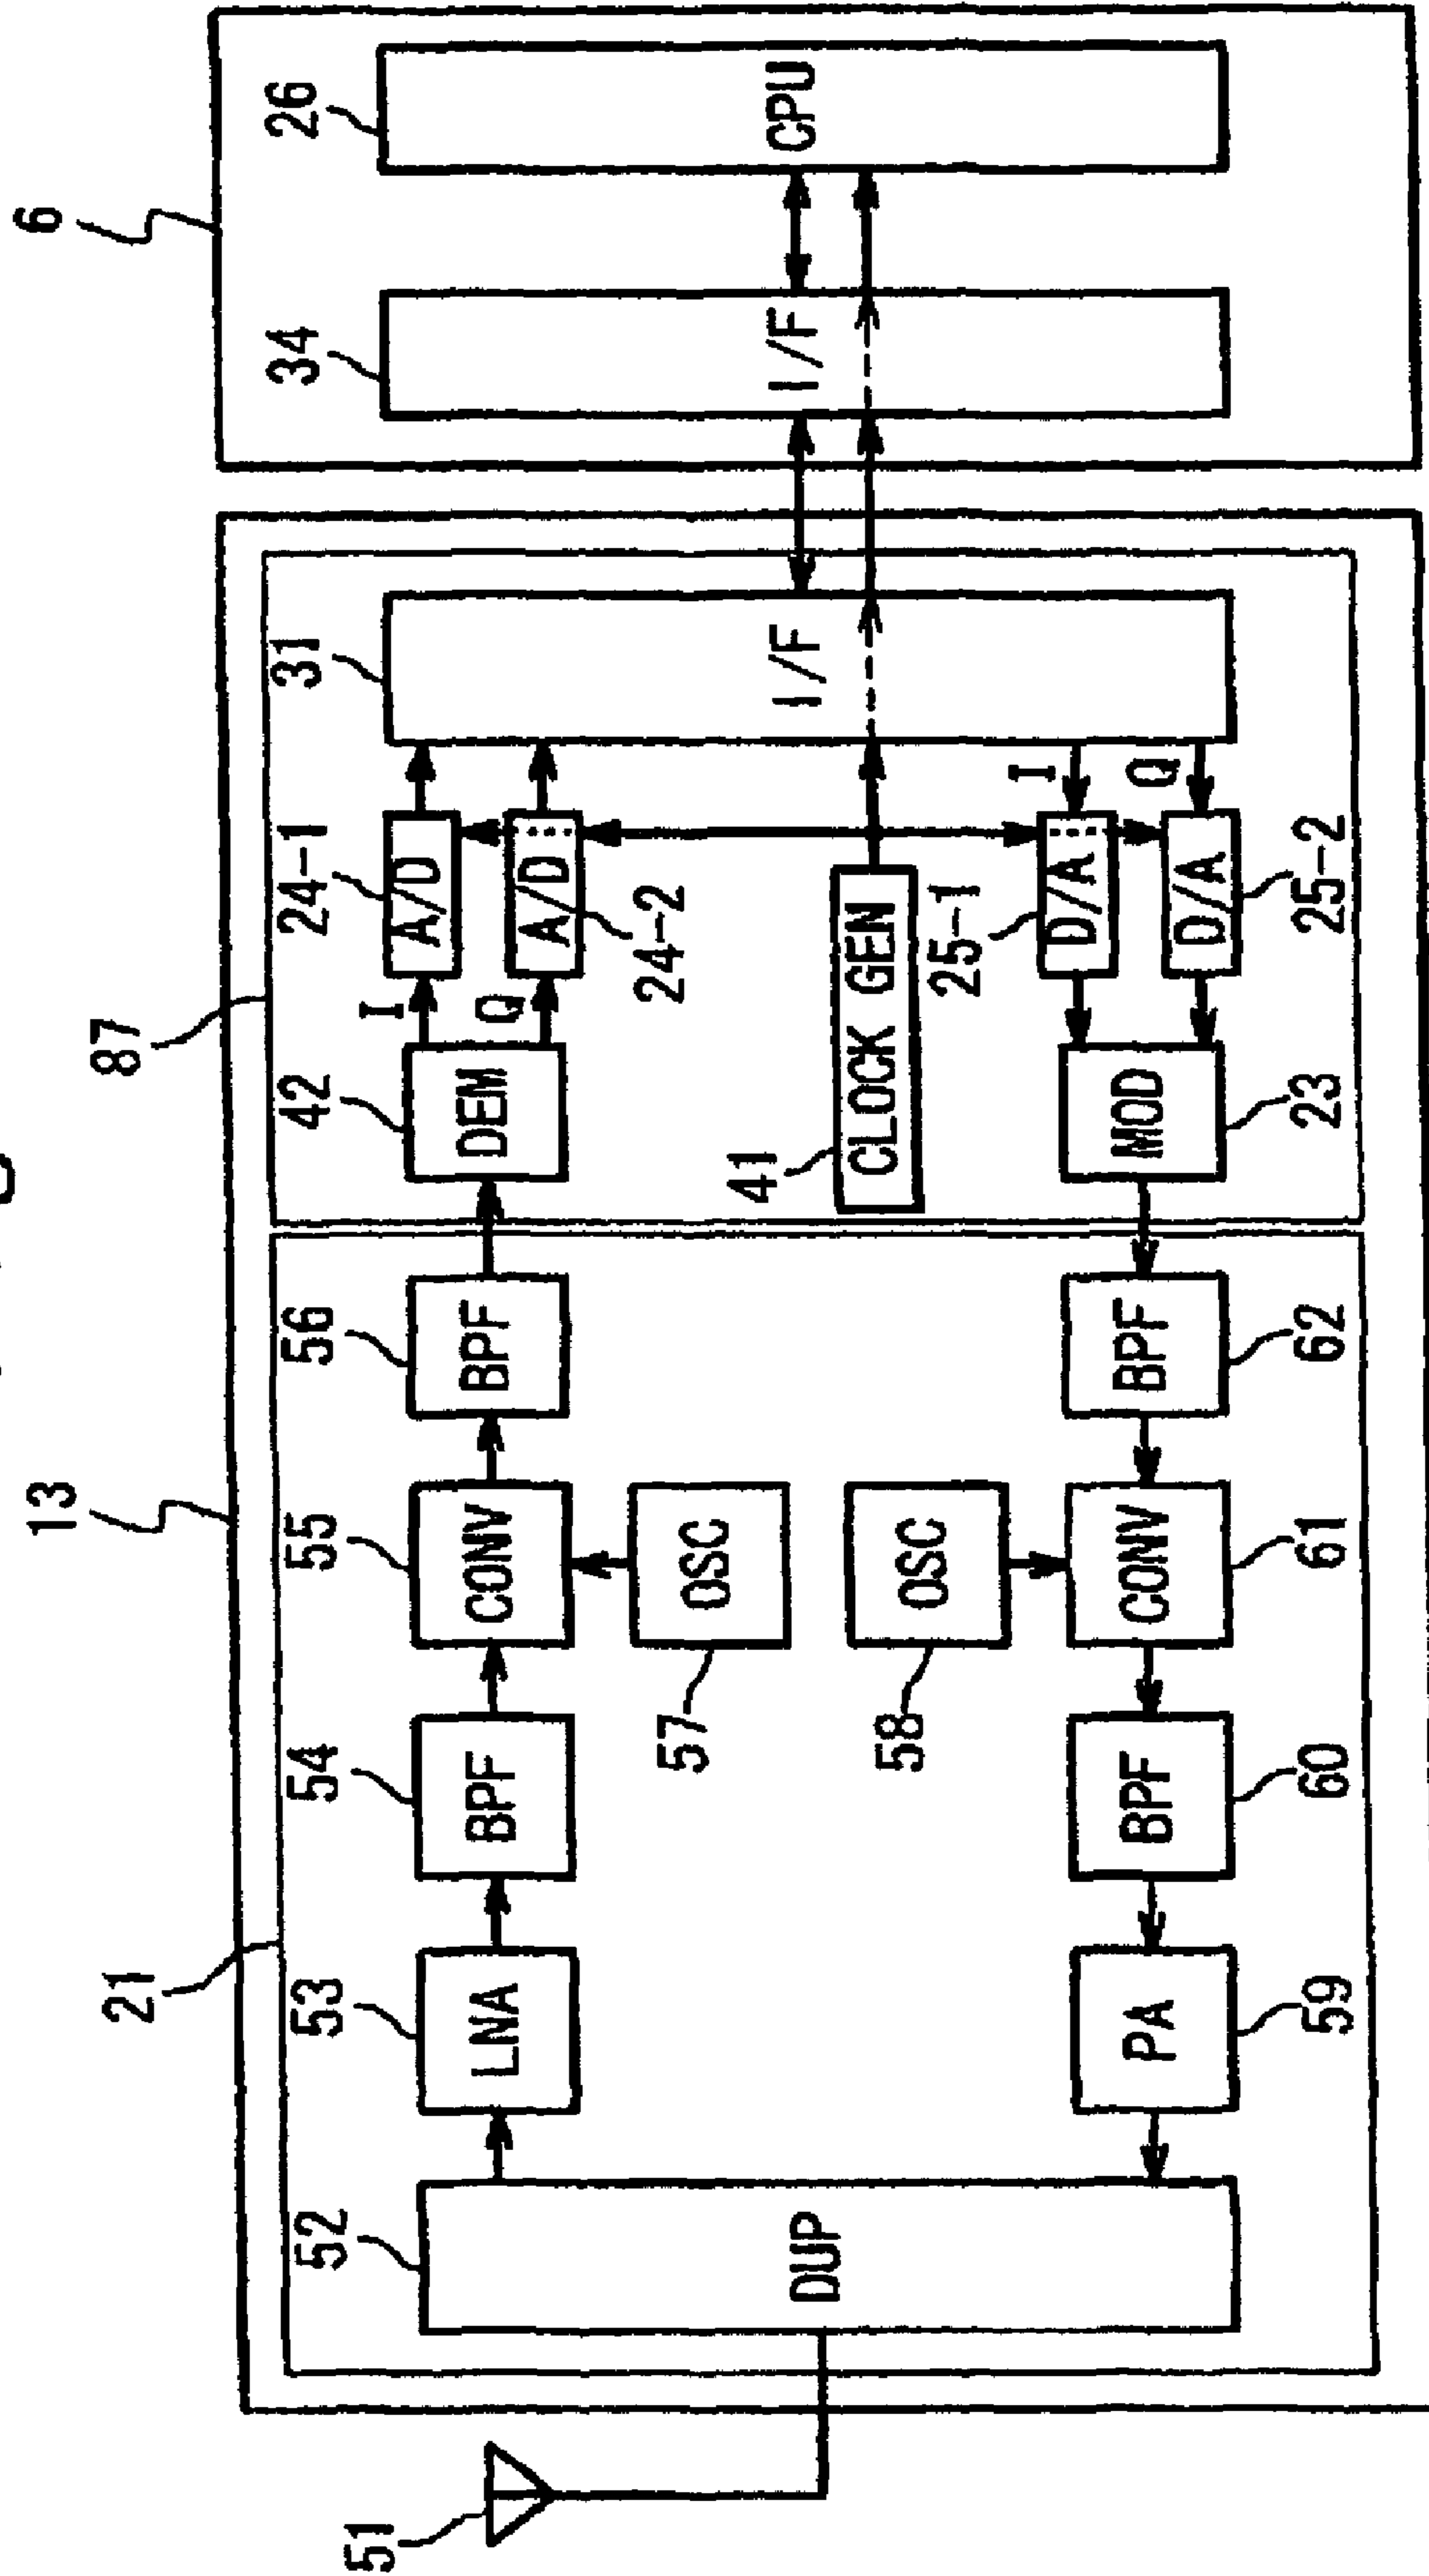 13
6
21
87
51
52
53
54
55
56
42
24-1
31
34
26
DUP
LNA
BPF
CONV
BPF
DEM
I
Q
A/D
A/D
24-2
I/F
I/F
CPU
57
OSC
58
OSC
41
CLOCK GEN
25-1
I
Q
PA
BPF
CONV
BPF
MOD
D/A
D/A
59
60
61
62
23
25-2